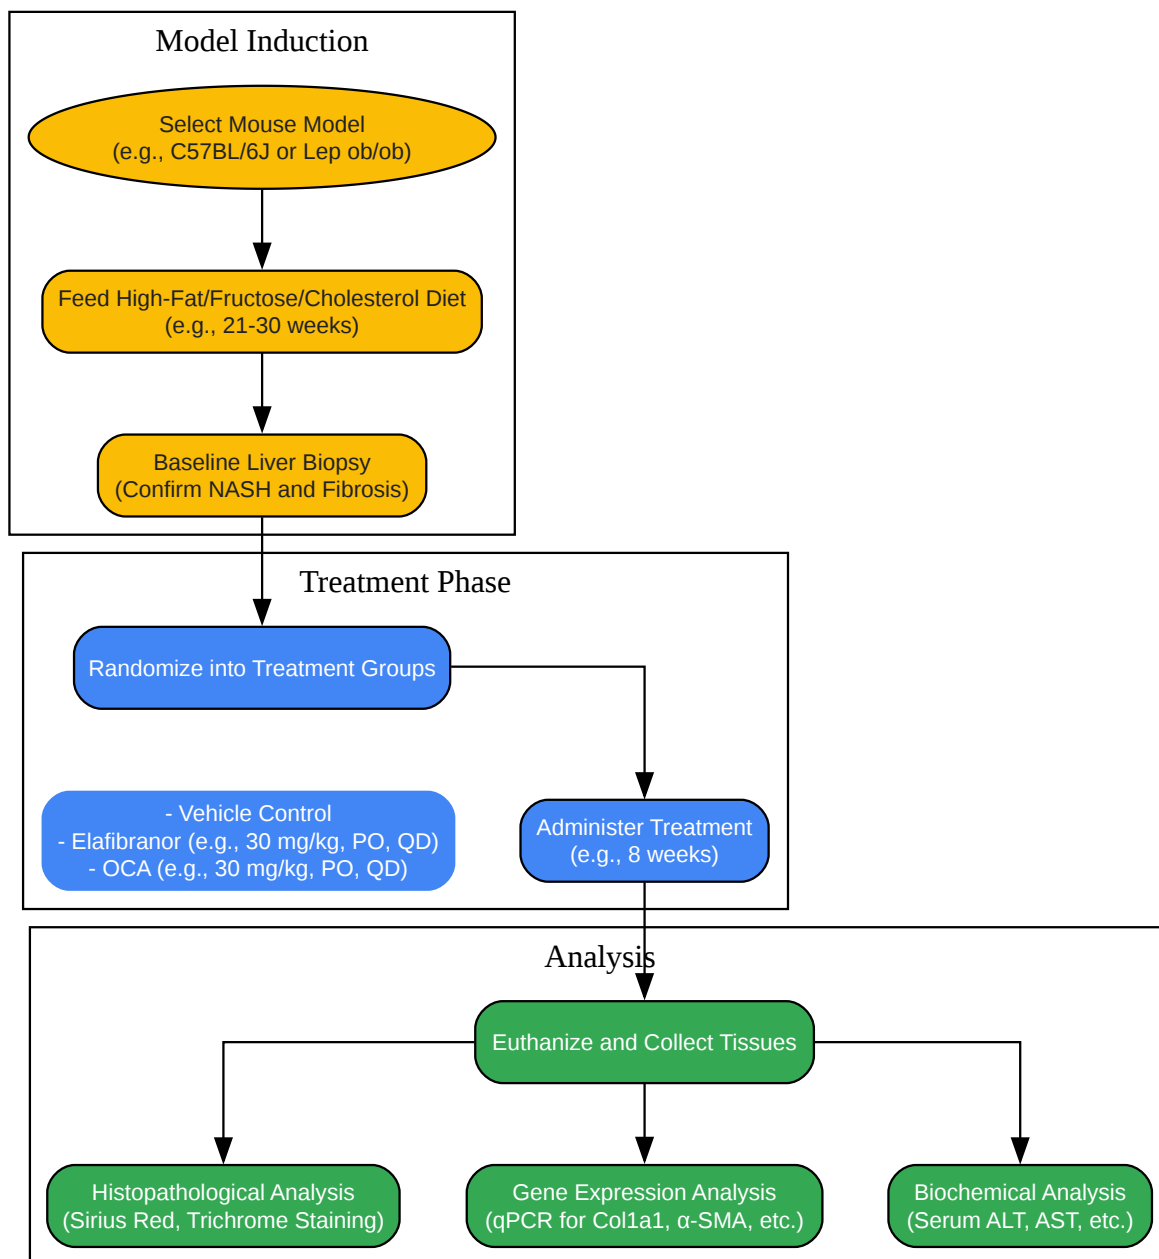 Model Induction
Select Mouse Model
(e.g., C57BL/6J or Lep ob/ob)
Feed High-Fat/Fructose/Cholesterol Diet
(e.g., 21-30 weeks)
Baseline Liver Biopsy
(Confirm NASH and Fibrosis)
Treatment Phase
Randomize into Treatment Groups
- Vehicle Control
- Elafibranor (e.g., 30 mg/kg, PO, QD)
- OCA (e.g., 30 mg/kg, PO, QD)
Administer Treatment
(e.g., 8 weeks)
Analysis
Euthanize and Collect Tissues
Histopathological Analysis
(Sirius Red, Trichrome Staining)
Gene Expression Analysis
(qPCR for Col1a1, α-SMA, etc.)
Biochemical Analysis
(Serum ALT, AST, etc.)